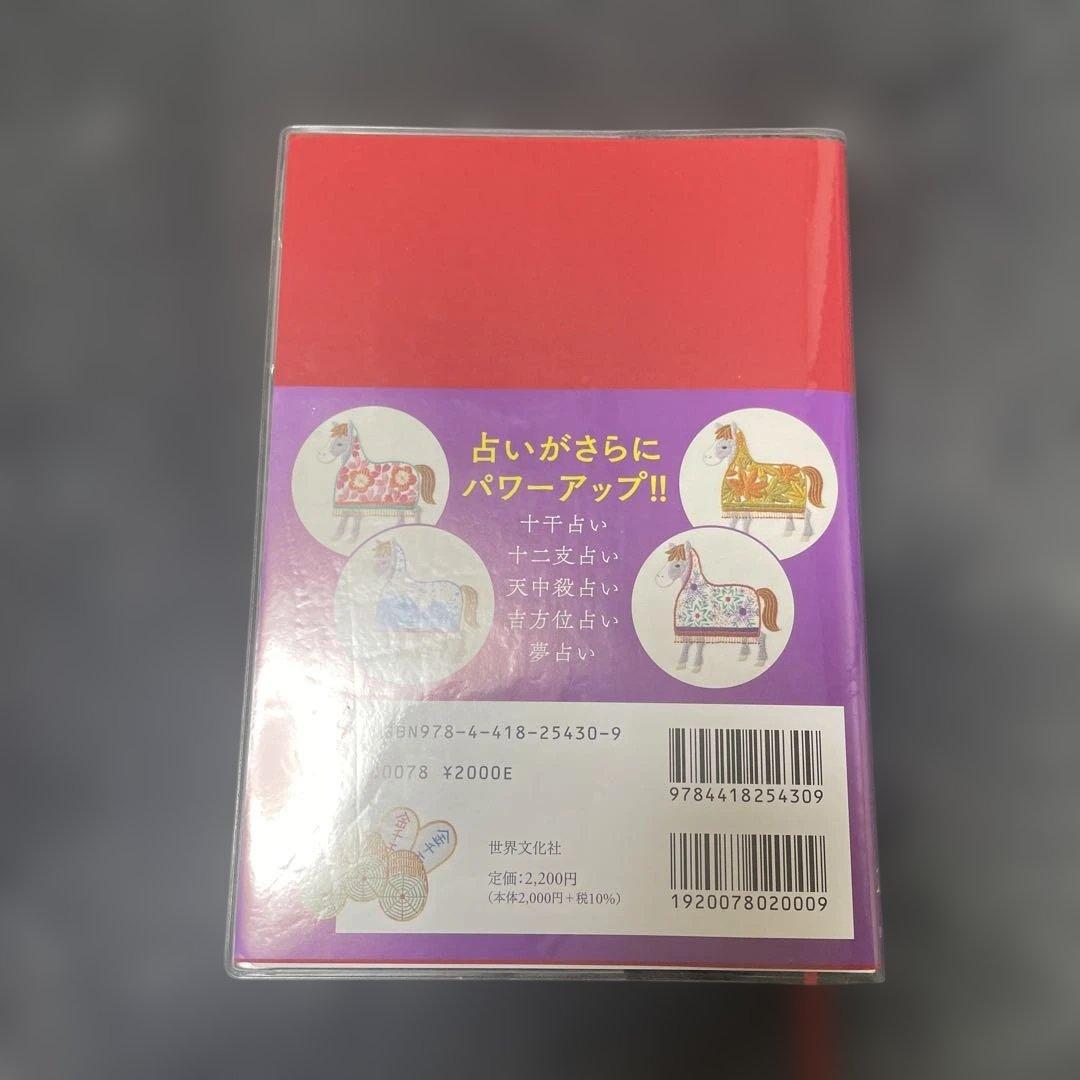 占いがさらに
パワーアップ!!
十干占い
十二支占い
天中殺占い
吉方位占い
夢占い
ISBN978-4-418-25430-9
C0078 ¥2000E
9784418254309
世界文化社
定価：2,200円
（本体2,000円＋税10%）
1920078020009